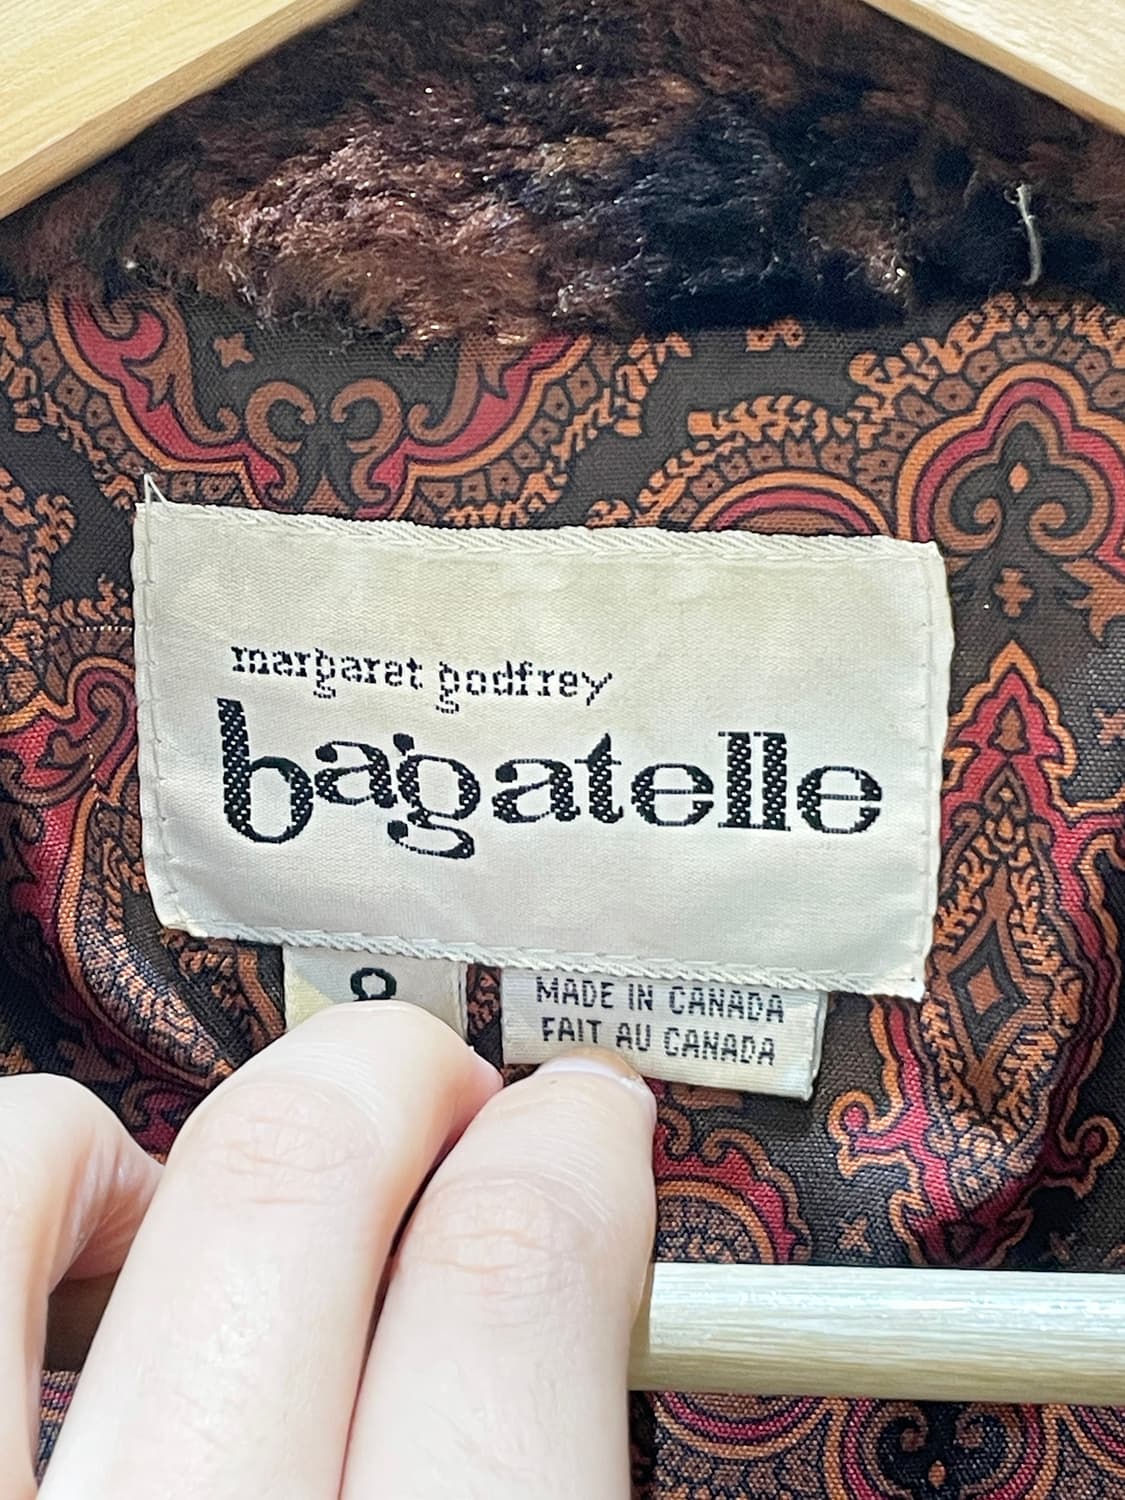 margaret godfrey
bagatelle
8
MADE IN CANADA
FAIT AU CANADA